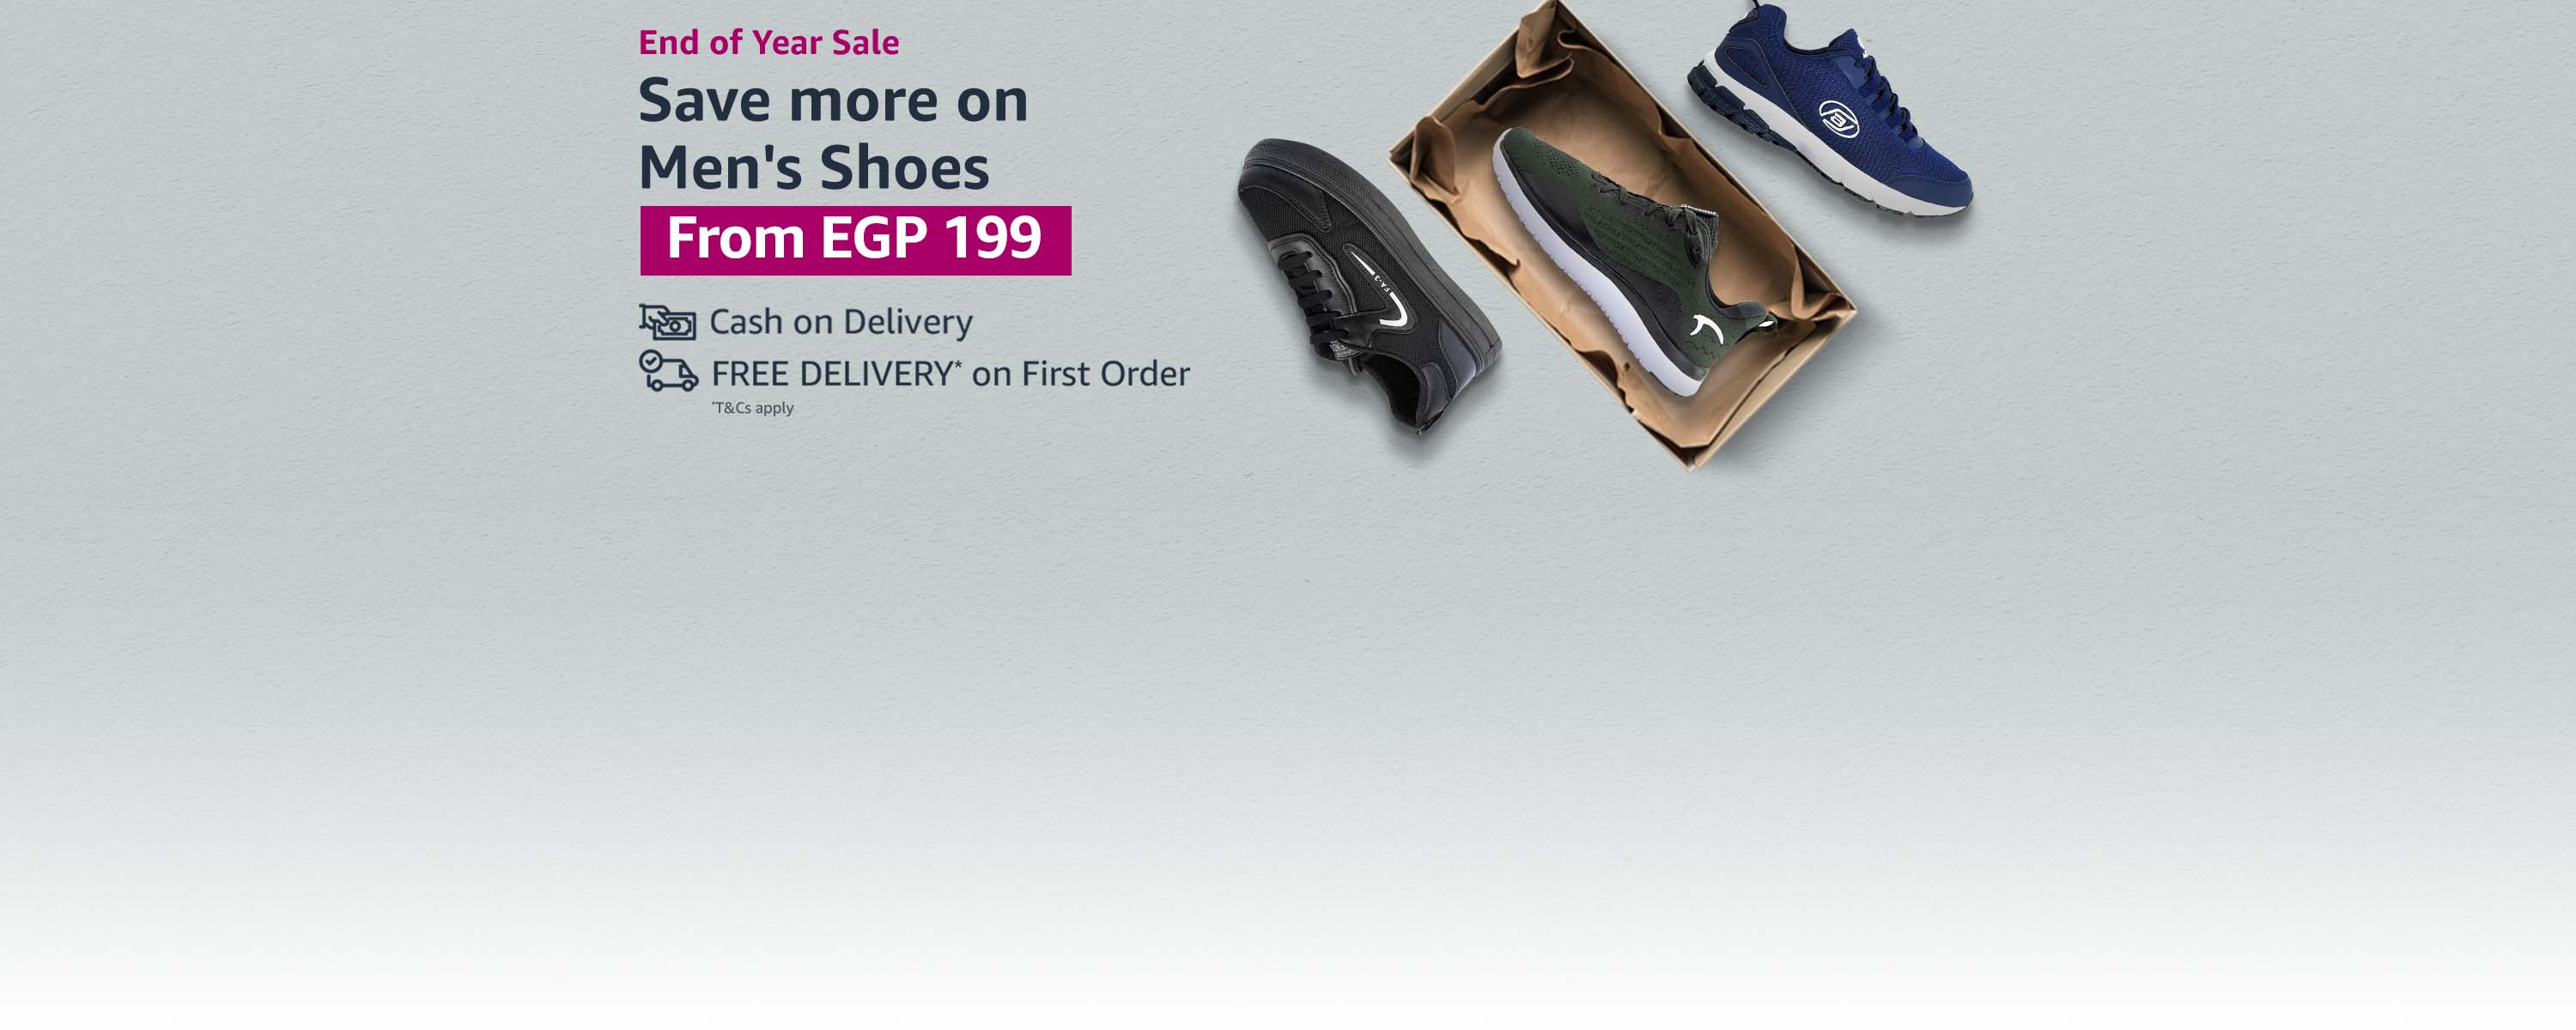 End of Year Sale
Save more on
Men's Shoes
From EGP 199
Cash on Delivery
FREE DELIVERY* on First Order
*T&Cs apply